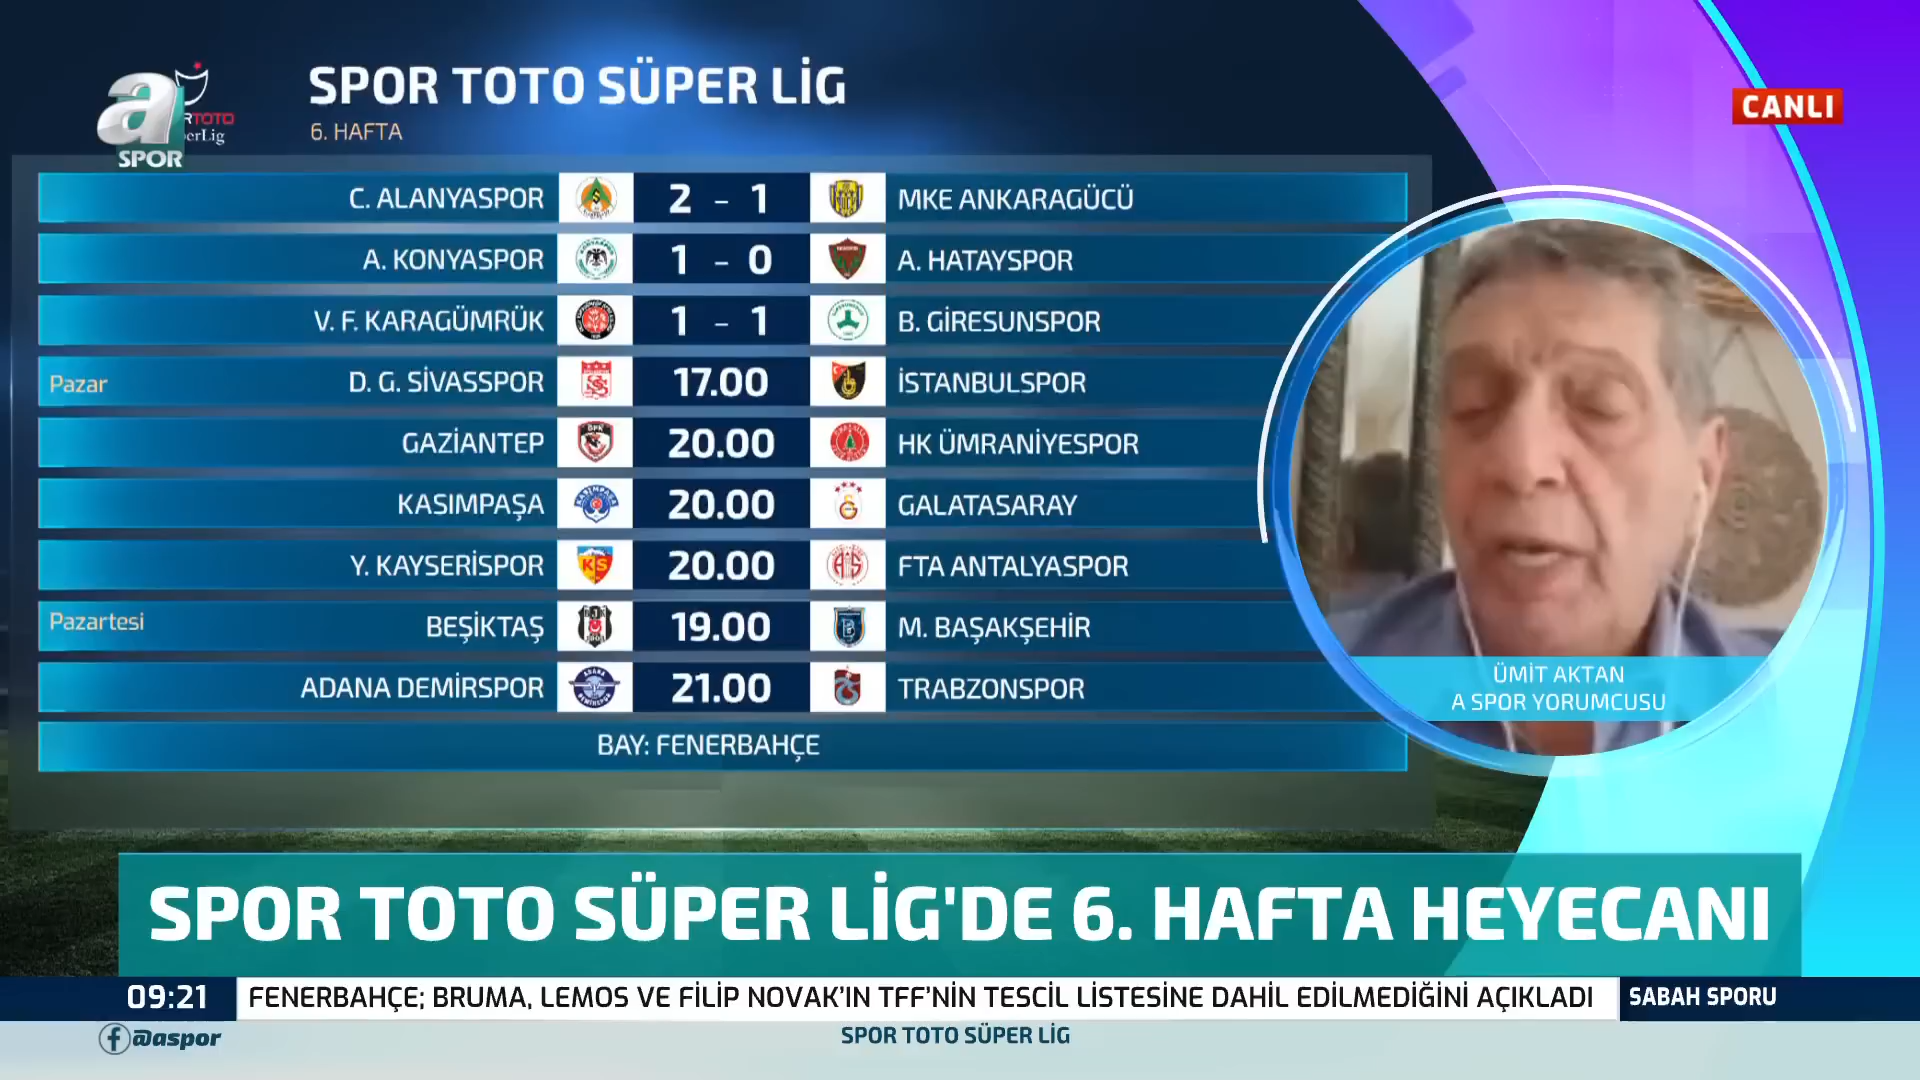 a
SPOR
RTOTO
erLig
SPOR TOTO SÜPER LİG
6. HAFTA
CANLI
C. ALANYASPOR 2 - 1 MKE ANKARAGÜCÜ
A. KONYASPOR 1 - 0 A. HATAYSPOR
V. F. KARAGÜMRÜK 1 - 1 B. GİRESUNSPOR
Pazar D. G. SİVASSPOR 17.00 İSTANBULSPOR
GAZİANTEP 20.00 HK ÜMRANİYESPOR
KASIMPAŞA 20.00 GALATASARAY
Y. KAYSERİSPOR 20.00 FTA ANTALYASPOR
Pazartesi BEŞİKTAŞ 19.00 M. BAŞAKŞEHİR
ADANA DEMİRSPOR 21.00 TRABZONSPOR
BAY: FENERBAHÇE
ÜMİT AKTAN
A SPOR YORUMCUSU
SPOR TOTO SÜPER LİG'DE 6. HAFTA HEYECANI
09:21 FENERBAHÇE; BRUMA, LEMOS VE FİLİP NOVAK'IN TFF'NİN TESCİL LİSTESİNE DAHİL EDİLMEDİĞİNİ AÇIKLADI SABAH SPORU
@aspor SPOR TOTO SÜPER LİG